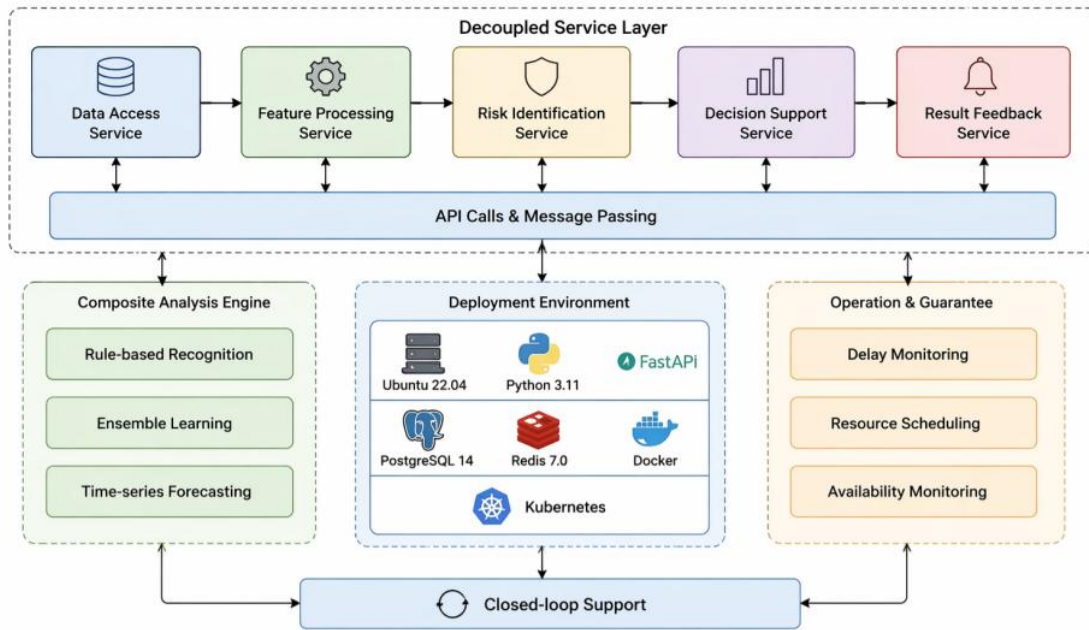 Decoupled Service Layer
Data Access
Service
Feature Processing
Service
Risk Identification
Service
Decision Support
Service
Result Feedback
Service
API Calls & Message Passing
Composite Analysis Engine
Rule-based Recognition
Ensemble Learning
Time-series Forecasting
Deployment Environment
Ubuntu 22.04
Python 3.11
FastAPi
PostgreSQL 14
Redis 7.0
Docker
Kubernetes
Operation & Guarantee
Delay Monitoring
Resource Scheduling
Availability Monitoring
Closed-loop Support